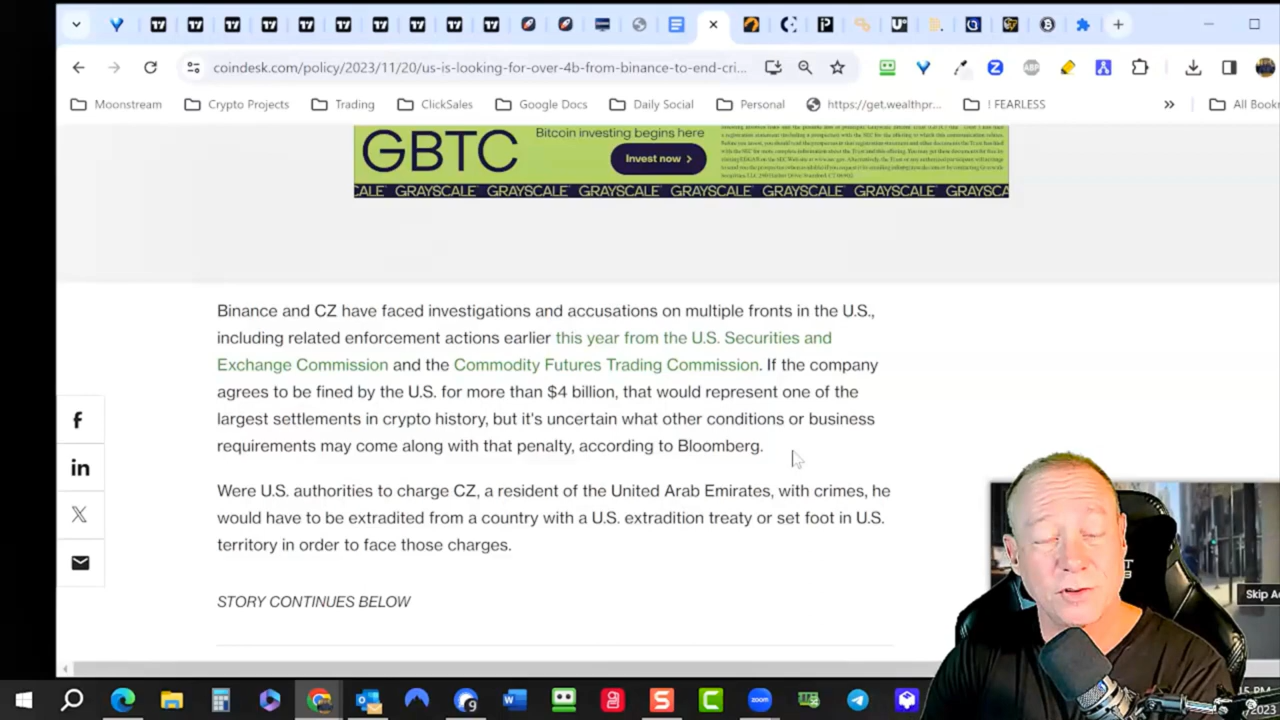 coindesk.com/policy/2023/11/20/us-is-looking-for-over-4b-from-binance-to-end-cri...
Moonstream
Crypto Projects
Trading
ClickSales
Google Docs
Daily Social
Personal
https://get.wealthpr...
! FEARLESS
»
All Book
GBTC
Bitcoin investing begins here
Invest now >
CALE GRAYSCALE GRAYSCALE GRAYSCALE GRAYSCALE GRAYSCALE GRAYSCALE GRAYSCA
Binance and CZ have faced investigations and accusations on multiple fronts in the U.S.,
including related enforcement actions earlier this year from the U.S. Securities and
Exchange Commission and the Commodity Futures Trading Commission. If the company
agrees to be fined by the U.S. for more than $4 billion, that would represent one of the
largest settlements in crypto history, but it's uncertain what other conditions or business
requirements may come along with that penalty, according to Bloomberg.
Were U.S. authorities to charge CZ, a resident of the United Arab Emirates, with crimes, he
would have to be extradited from a country with a U.S. extradition treaty or set foot in U.S.
territory in order to face those charges.
STORY CONTINUES BELOW
Skip A